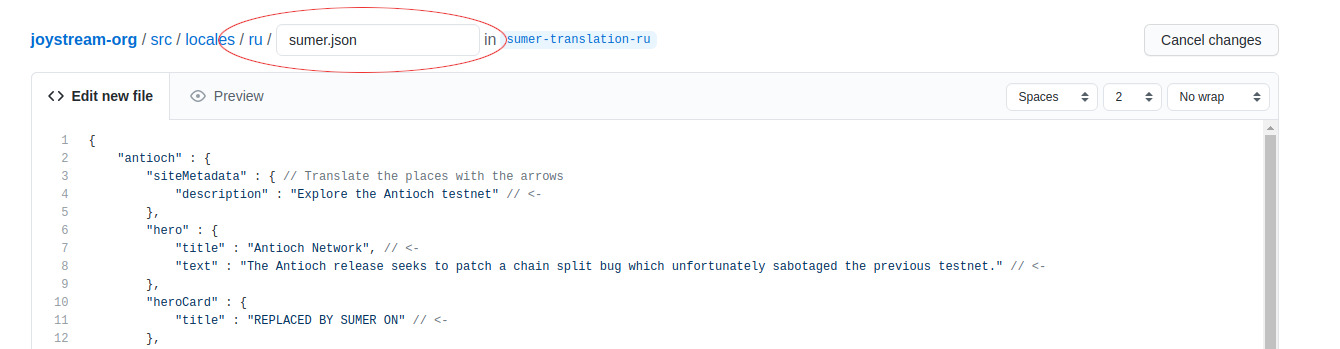 joystream-org / src / locales / ru / sumer.json in sumer-translation-ru Cancel changes
<> Edit new file Preview Spaces 2 No wrap
1 {
2 "antioch" : {
3 "siteMetadata" : { // Translate the places with the arrows
4 "description" : "Explore the Antioch testnet" // <-
5 },
6 "hero" : {
7 "title" : "Antioch Network", // <-
8 "text" : "The Antioch release seeks to patch a chain split bug which unfortunately sabotaged the previous testnet." // <-
9 },
10 "heroCard" : {
11 "title" : "REPLACED BY SUMER ON" // <-
12 },